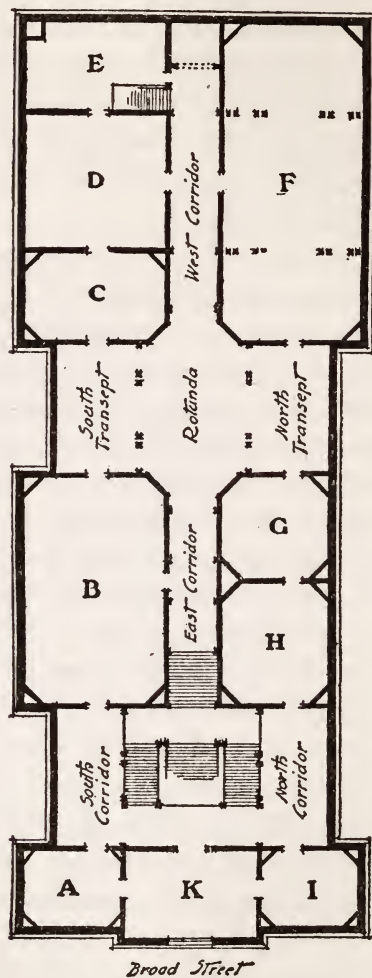 E
D
F
C
West Corridor
South
Transept
Rotunda
North
Transept
B
G
East Corridor
H
South
Corridor
North
Corridor
A
K
I
Broad Street